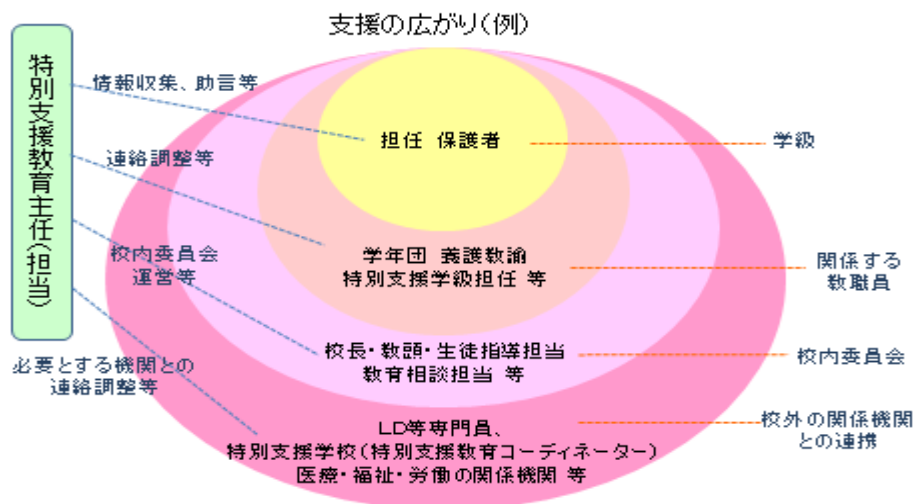 支援の広がり(例)
特別支援教育主任(担当)
情報収集、助言等
担任 保護者
学級
連絡調整等
学年団 養護教諭
特別支援学級担任 等
関係する
教職員
校内委員会
運営等
校長・教頭・生徒指導担当
教育相談担当 等
校内委員会
必要とする機関との
連絡調整等
LD等専門員、
特別支援学校(特別支援教育コーディネーター)
医療・福祉・労働の関係機関 等
校外の関係機関
との連携